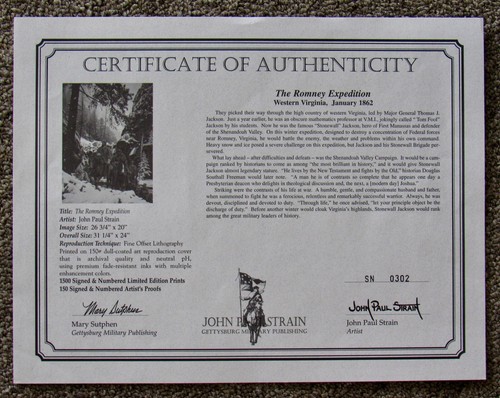 CERTIFICATE OF AUTHENTICITY
The Romney Expedition
Western Virginia, January 1862
They picked their way through the high country of western Virginia, led by Major General Thomas J.
Jackson. Just a year earlier, he was an obscure mathematics professor at V.M.I., jokingly called "Tom Fool"
Jackson by his students. Now he was the famous "Stonewall" Jackson, hero of First Manassas and defender
of the Shenandoah Valley. On this winter expedition, designed to destroy a concentration of Federal forces
near Romney, Virginia, he would battle the enemy, the weather and problems within his own command.
Heavy snow and ice posed a severe challenge on this expedition, but Jackson and his Stonewall Brigade per-
severed.
What lay ahead – after difficulties and defeats – was the Shenandoah Valley Campaign. It would be a cam-
paign ranked by historians to come as among "the most brilliant in history," and it would give Stonewall
Jackson almost legendary stature. "He lives by the New Testament and fights by the Old," historian Douglas
Southall Freeman would later note. "A man he is of contrasts so complete that he appears one day a
Presbyterian deacon who delights in theological discussion and, the next, a [modern day] Joshua."
Striking were the contrasts of his life at war. A humble, gentle, and compassionate husband and father,
when summoned to fight he was a ferocious, relentless and remarkably successful warrior. Always, he was
devout, disciplined and devoted to duty. "Through life," he once advised, "let your principle object be the
discharge of duty." Before another winter would cloak Virginia's highlands, Stonewall Jackson would rank
among the great military leaders of history.
Title: The Romney Expedition
Artist: John Paul Strain
Image Size: 26 3/4" x 20"
Overall Size: 31 1/4" x 24"
Reproduction Technique: Fine Offset Lithography
Printed on 150# dull-coated art reproduction cover
that is archival quality and neutral pH,
using premium fade-resistant inks with multiple
enhancement colors.
1500 Signed & Numbered Limited Edition Prints
150 Signed & Numbered Artist's Proofs
SN 0302
Mary Sutphen
Mary Sutphen
Gettysburg Military Publishing
JOHN PAUL STRAIN
GETTYSBURG MILITARY PUBLISHING
JOHN PAUL STRAIN
John Paul Strain
Artist